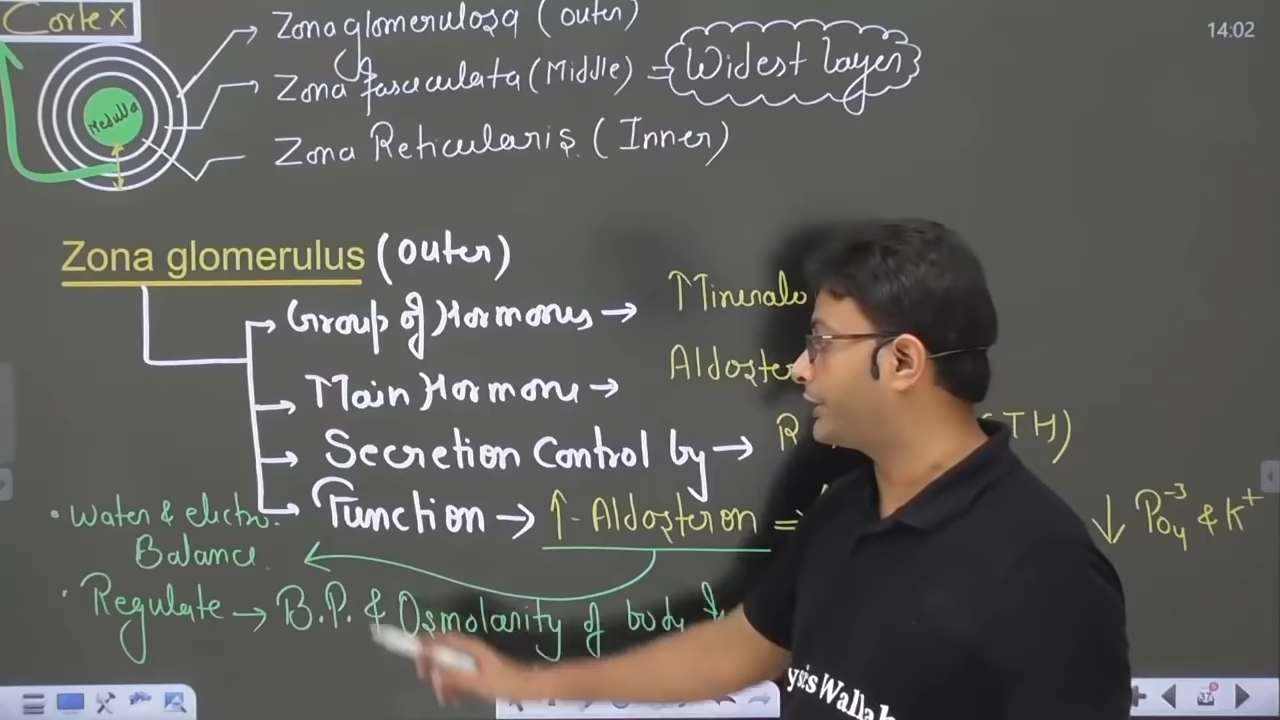 Cortex
Zona glomerulosa (outer)
14:02
Zona fasciculata (Middle) = Widest layer
Medulla
Zona Reticularis (Inner)
Zona glomerulus (outer)
Group of Hormones → Mineralo
Main Hormone →
Secretion Control by → TH)
Function → ↑ Aldosteron = ↓ PO4-3 & K+
• Water & electro.
Balance
• Regulate → B.P. & Osmolarity of body